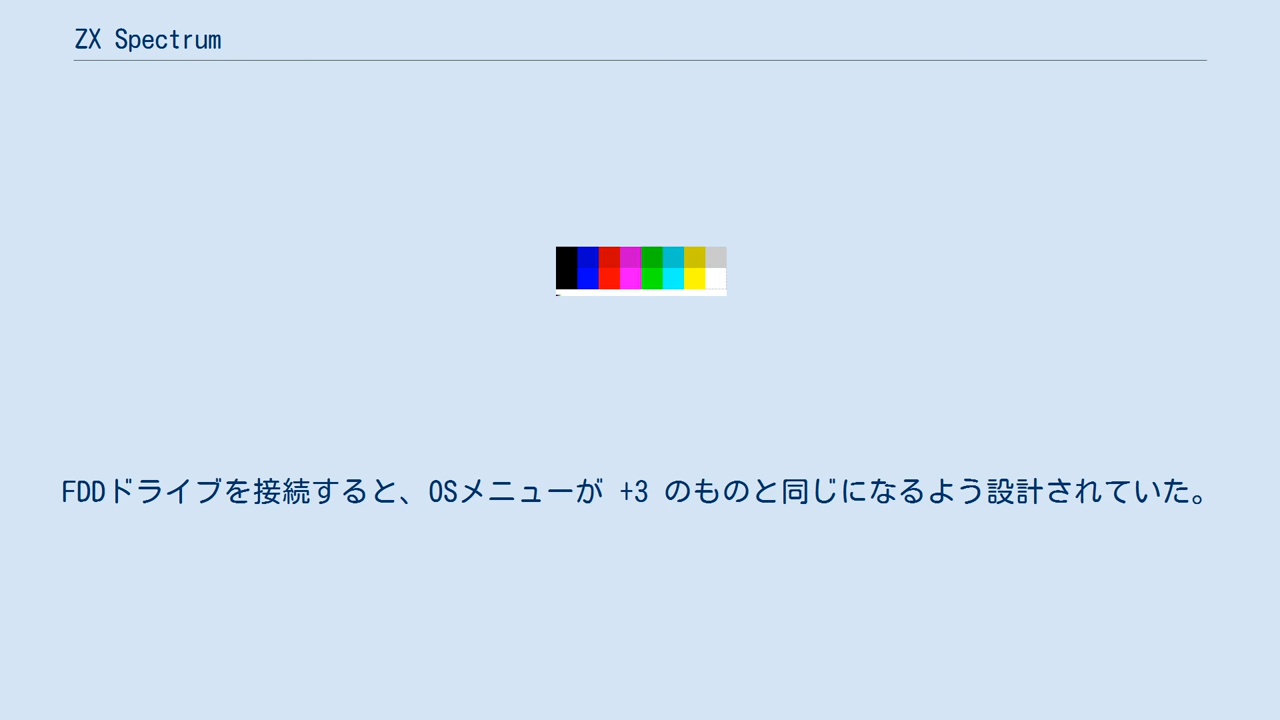 ZX Spectrum
FDDドライブを接続すると、OSメニューが +3 のものと同じになるよう設計されていた。